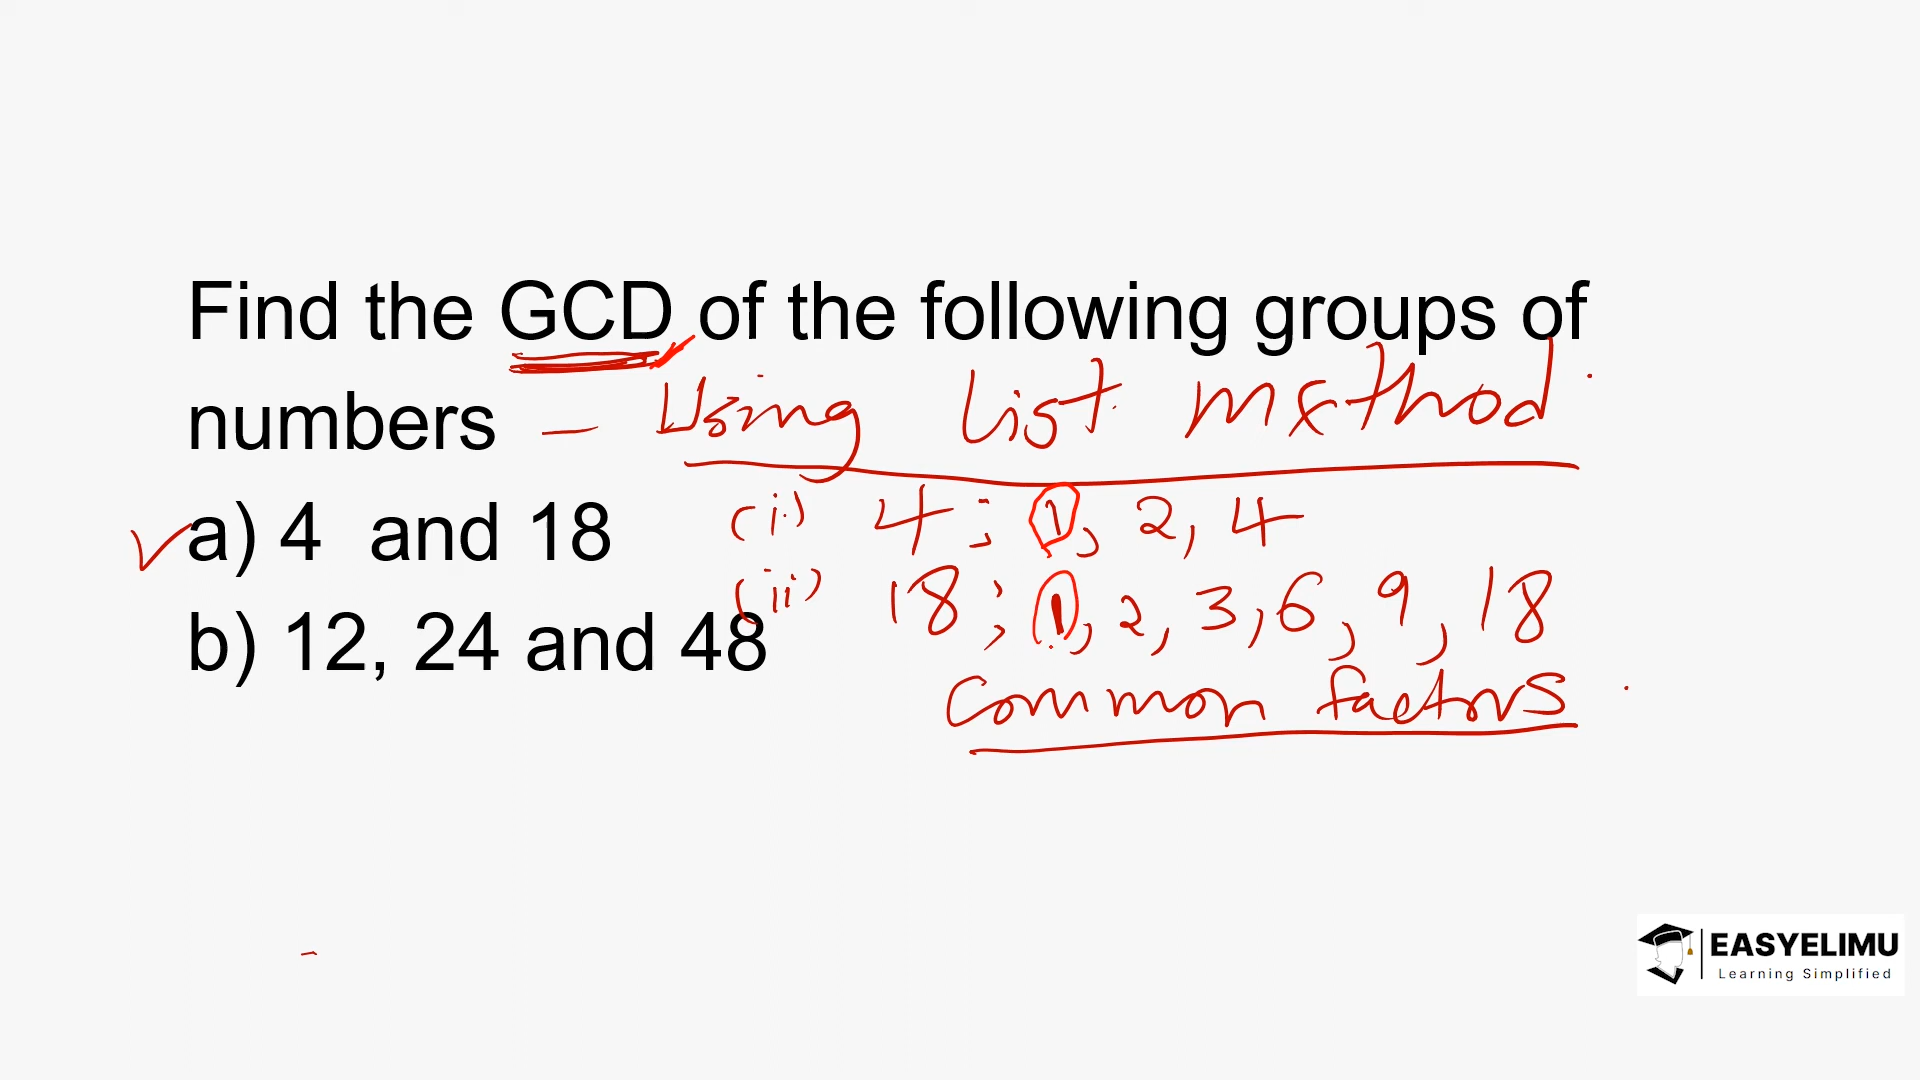 Find the GCD of the following groups of
numbers – Using List method
a) 4 and 18
(i) 4; 1, 2, 4
(ii) 18; 1, 2, 3, 6, 9, 18
b) 12, 24 and 48
Common factors
EASYELIMU
Learning Simplified